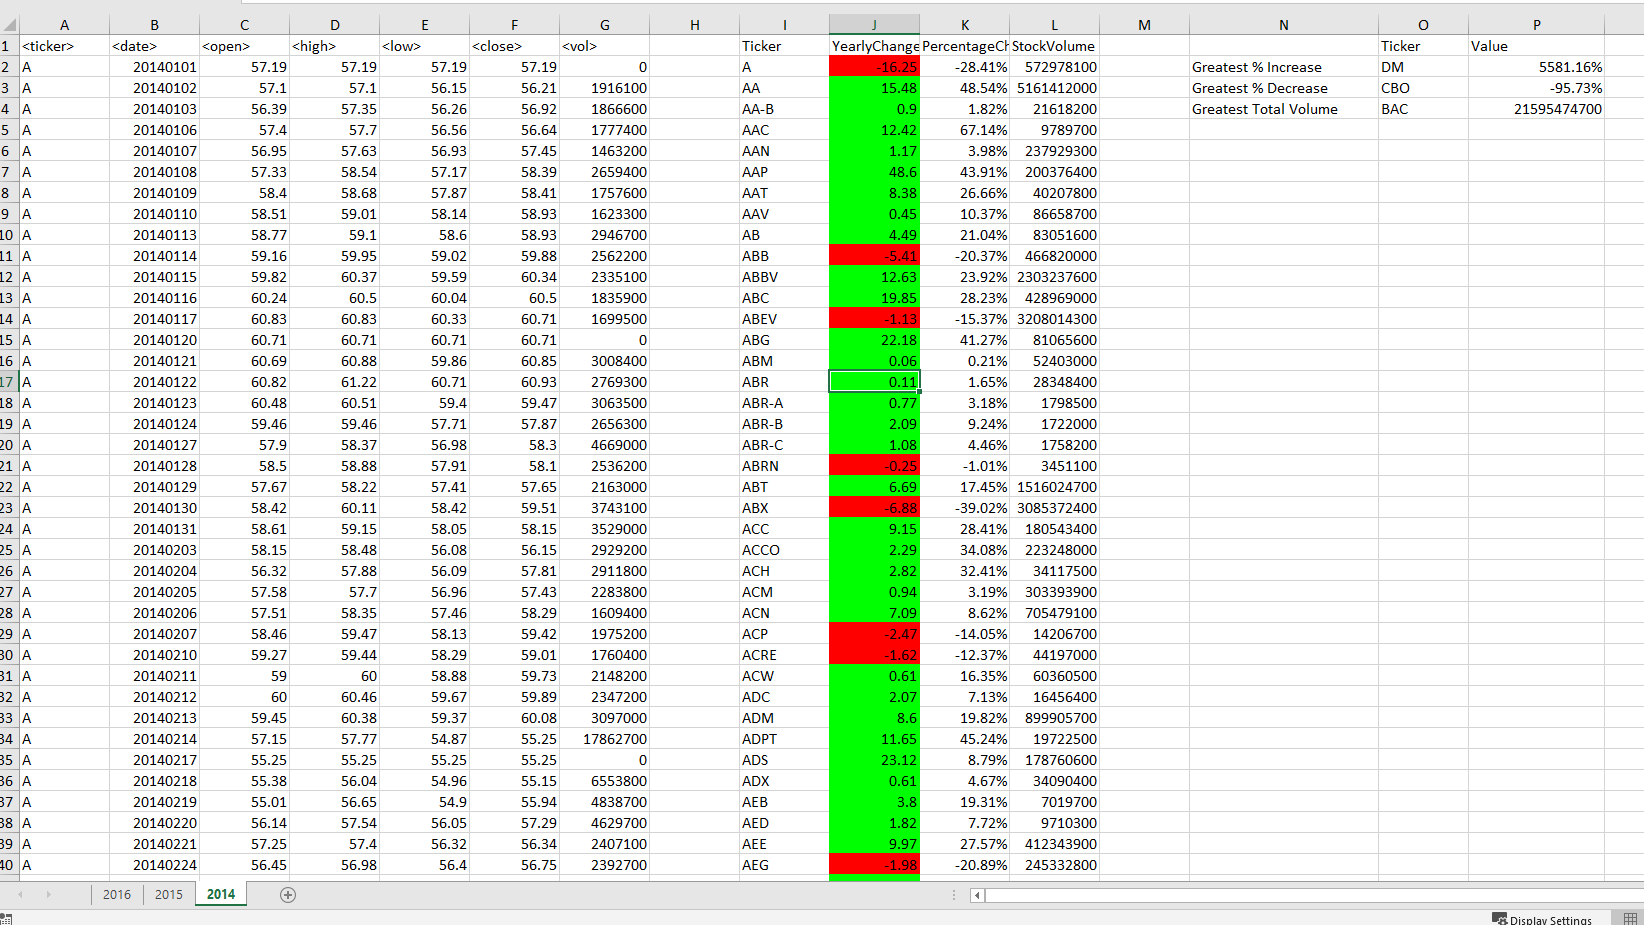 A B C D E F G H I J K L M N O P
1 <ticker> <date> <open> <high> <low> <close> <vol> Ticker YearlyChange PercentageCh StockVolume Ticker Value
2 A 20140101 57.19 57.19 57.19 57.19 0 A -16.25 -28.41% 572978100 Greatest % Increase DM 5581.16%
3 A 20140102 57.1 57.1 56.15 56.21 1916100 AA 15.48 48.54% 5161412000 Greatest % Decrease CBO -95.73%
4 A 20140103 56.39 57.35 56.26 56.92 1866600 AA-B 0.9 1.82% 21618200 Greatest Total Volume BAC 21595474700
5 A 20140106 57.4 57.7 56.56 56.64 1777400 AAC 12.42 67.14% 9789700
6 A 20140107 56.95 57.63 56.93 57.45 1463200 AAN 1.17 3.98% 237929300
7 A 20140108 57.33 58.54 57.17 58.39 2659400 AAP 48.6 43.91% 200376400
8 A 20140109 58.4 58.68 57.87 58.41 1757600 AAT 8.38 26.66% 40207800
9 A 20140110 58.51 59.01 58.14 58.93 1623300 AAV 0.45 10.37% 86658700
10 A 20140113 58.77 59.1 58.6 58.93 2946700 AB 4.49 21.04% 83051600
11 A 20140114 59.16 59.95 59.02 59.88 2562200 ABB -5.41 -20.37% 466820000
12 A 20140115 59.82 60.37 59.59 60.34 2335100 ABBV 12.63 23.92% 2303237600
13 A 20140116 60.24 60.5 60.04 60.5 1835900 ABC 19.85 28.23% 428969000
14 A 20140117 60.83 60.83 60.33 60.71 1699500 ABEV -1.13 -15.37% 3208014300
15 A 20140120 60.71 60.71 60.71 60.71 0 ABG 22.18 41.27% 81065600
16 A 20140121 60.69 60.88 59.86 60.85 3008400 ABM 0.06 0.21% 52403000
17 A 20140122 60.82 61.22 60.71 60.93 2769300 ABR 0.11 1.65% 28348400
18 A 20140123 60.48 60.51 59.4 59.47 3063500 ABR-A 0.77 3.18% 1798500
19 A 20140124 59.46 59.46 57.71 57.87 2656300 ABR-B 2.09 9.24% 1722000
20 A 20140127 57.9 58.37 56.98 58.3 4669000 ABR-C 1.08 4.46% 1758200
21 A 20140128 58.5 58.88 57.91 58.1 2536200 ABRN -0.25 -1.01% 3451100
22 A 20140129 57.67 58.22 57.41 57.65 2163000 ABT 6.69 17.45% 1516024700
23 A 20140130 58.42 60.11 58.42 59.51 3743100 ABX -6.88 -39.02% 3085372400
24 A 20140131 58.61 59.15 58.05 58.15 3529000 ACC 9.15 28.41% 180543400
25 A 20140203 58.15 58.48 56.08 56.15 2929200 ACCO 2.29 34.08% 223248000
26 A 20140204 56.32 57.88 56.09 57.81 2911800 ACH 2.82 32.41% 34117500
27 A 20140205 57.58 57.7 56.96 57.43 2283800 ACM 0.94 3.19% 303393900
28 A 20140206 57.51 58.35 57.46 58.29 1609400 ACN 7.09 8.62% 705479100
29 A 20140207 58.46 59.47 58.13 59.42 1975200 ACP -2.47 -14.05% 14206700
30 A 20140210 59.27 59.44 58.29 59.01 1760400 ACRE -1.62 -12.37% 44197000
31 A 20140211 59 60 58.88 59.73 2148200 ACW 0.61 16.35% 60360500
32 A 20140212 60 60.46 59.67 59.89 2347200 ADC 2.07 7.13% 16456400
33 A 20140213 59.45 60.38 59.37 60.08 3097000 ADM 8.6 19.82% 899905700
34 A 20140214 57.15 57.77 54.87 55.25 17862700 ADPT 11.65 45.24% 19722500
35 A 20140217 55.25 55.25 55.25 55.25 0 ADS 23.12 8.79% 178760600
36 A 20140218 55.38 56.04 54.96 55.15 6553800 ADX 0.61 4.67% 34090400
37 A 20140219 55.01 56.65 54.9 55.94 4838700 AEB 3.8 19.31% 7019700
38 A 20140220 56.14 57.54 56.05 57.29 4629700 AED 1.82 7.72% 9710300
39 A 20140221 57.25 57.4 56.32 56.34 2407100 AEE 9.97 27.57% 412343900
40 A 20140224 56.45 56.98 56.4 56.75 2392700 AEG -1.98 -20.89% 245332800
2016 2015 2014
Display Settings